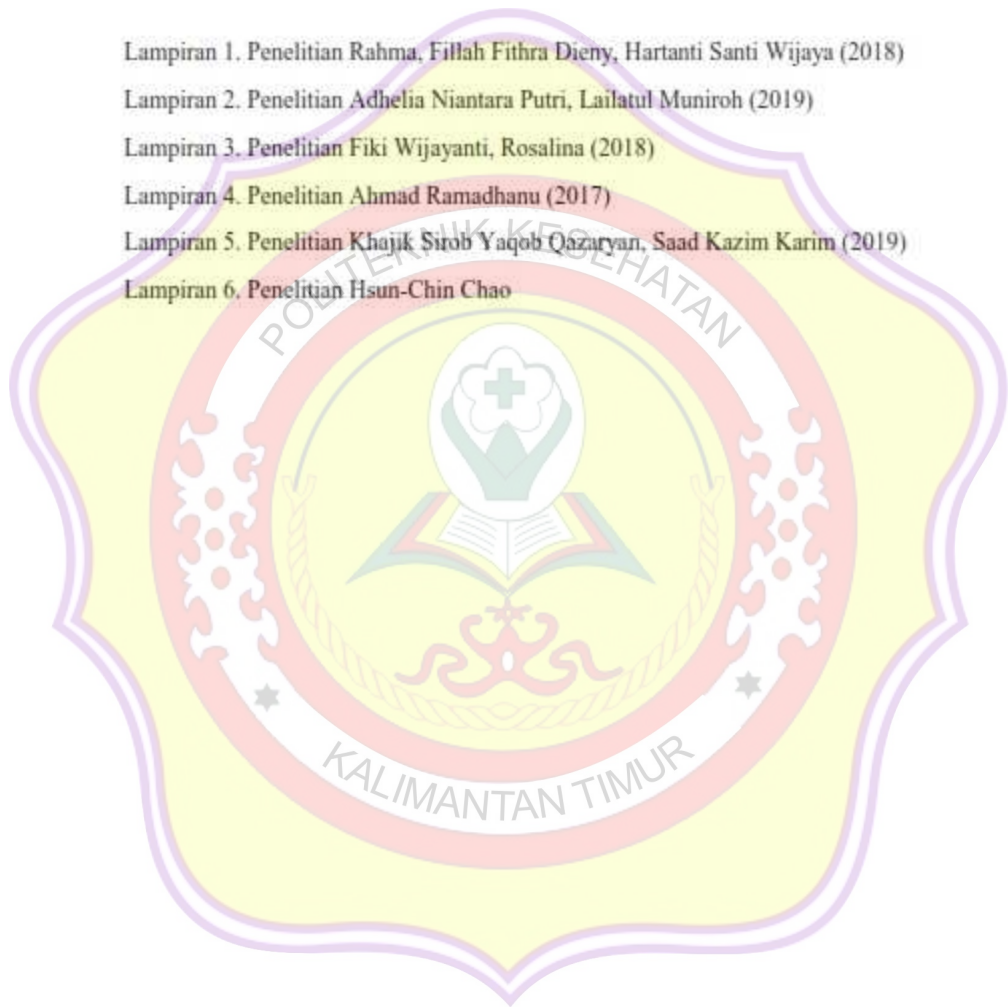 Lampiran 1. Penelitian Rahma, Fillah Fithra Dieny, Hartanti Santi Wijaya (2018)
Lampiran 2. Penelitian Adhelia Niantara Putri, Lailatul Muniroh (2019)
Lampiran 3. Penelitian Fiki Wijayanti, Rosalina (2018)
Lampiran 4. Penelitian Ahmad Ramadhanu (2017)
Lampiran 5. Penelitian Khajik Sirob Yaqob Qazaryan, Saad Kazim Karim (2019)
Lampiran 6. Penelitian Hsun-Chin Chao
POLITEKNIK KESEHATAN
KALIMANTAN TIMUR